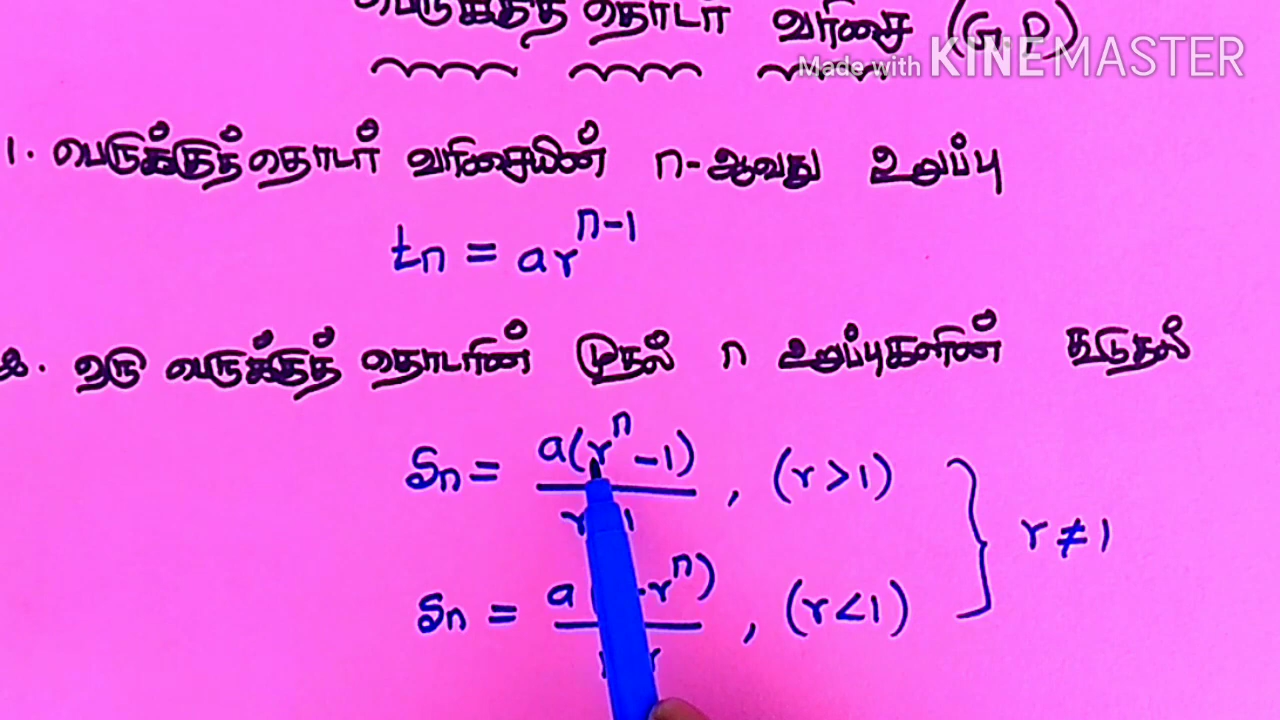 பெருக்குத் தொடர் வரிசை (G P)
Made with KINEMASTER
1. பெருக்குத்தொடர் வரிசையின் n-ஆவது உறுப்பு
tn = ar^n-1
2. ஒரு பெருக்குத் தொடரின் முதல் n உறுப்புகளின் கூடுதல்
Sn = a(r^n - 1) / r 1 , (r > 1)
r ≠ 1
Sn = a( -r^n) / 1 r , (r < 1)